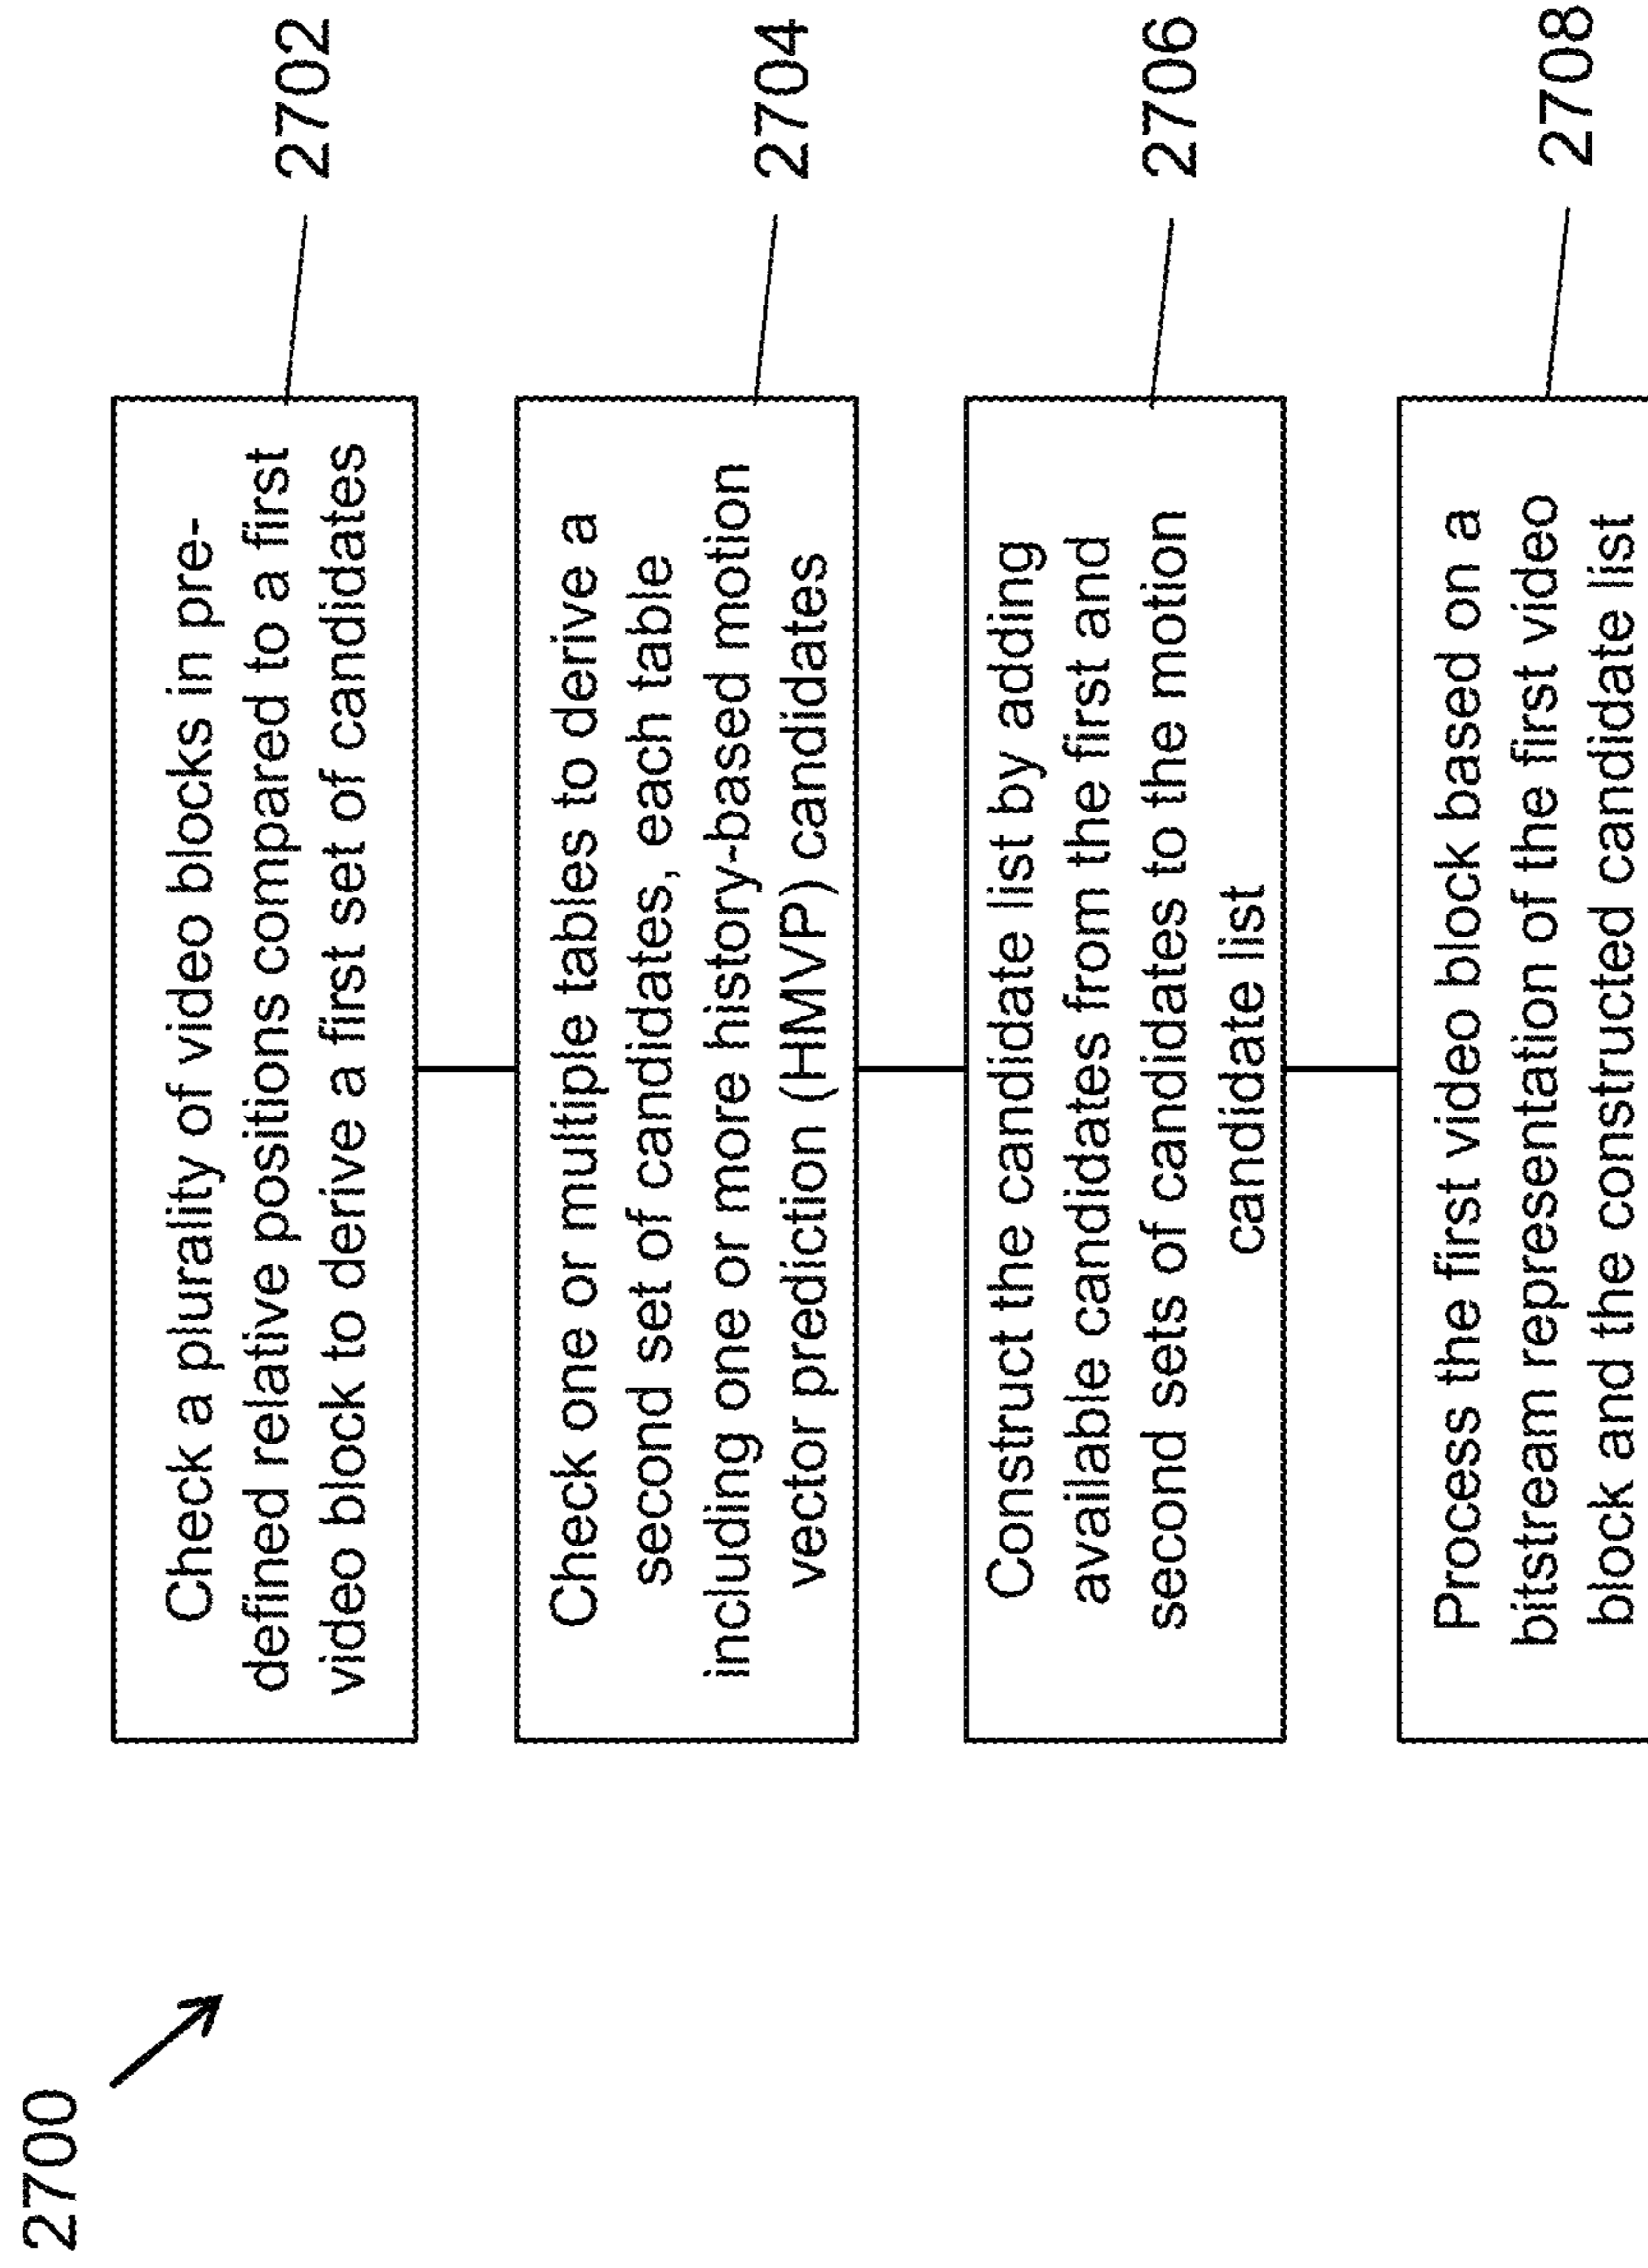 2700
Check a plurality of video blocks in pre-
defined relative positions compared to a first
video block to derive a first set of candidates
2702
Check one or multiple tables to derive a
second set of candidates, each table
including one or more history-based motion
vector prediction (HMVP) candidates
2704
Construct the candidate list by adding
available candidates from the first and
second sets of candidates to the motion
candidate list
2706
Process the first video block based on a
bitstream representation of the first video
block and the constructed candidate list
2708